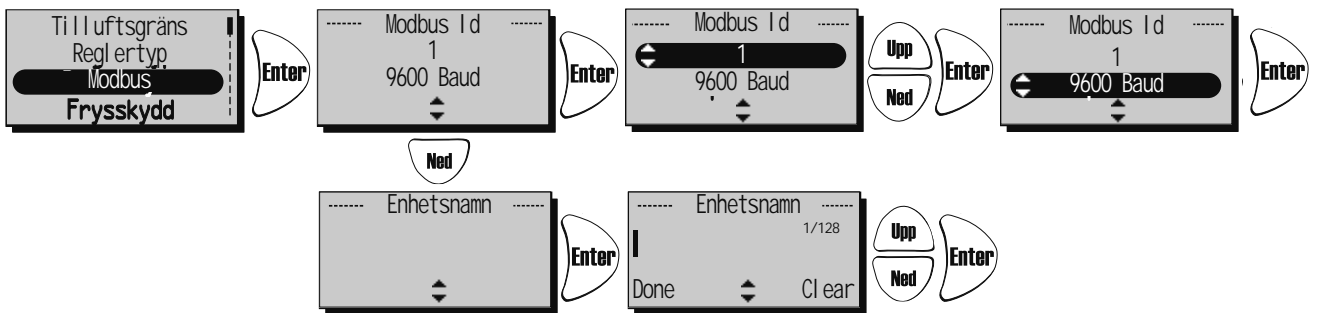 Tilluftsgräns
Reglertyp
Modbus
Frysskydd
Enter
Modbus Id
1
9600 Baud
Enter
Modbus Id
1
9600 Baud
Upp
Ned
Enter
Modbus Id
1
9600 Baud
Enter
Ned
Enhetsnamn
Enter
Enhetsnamn
1/128
Done Clear
Upp
Ned
Enter